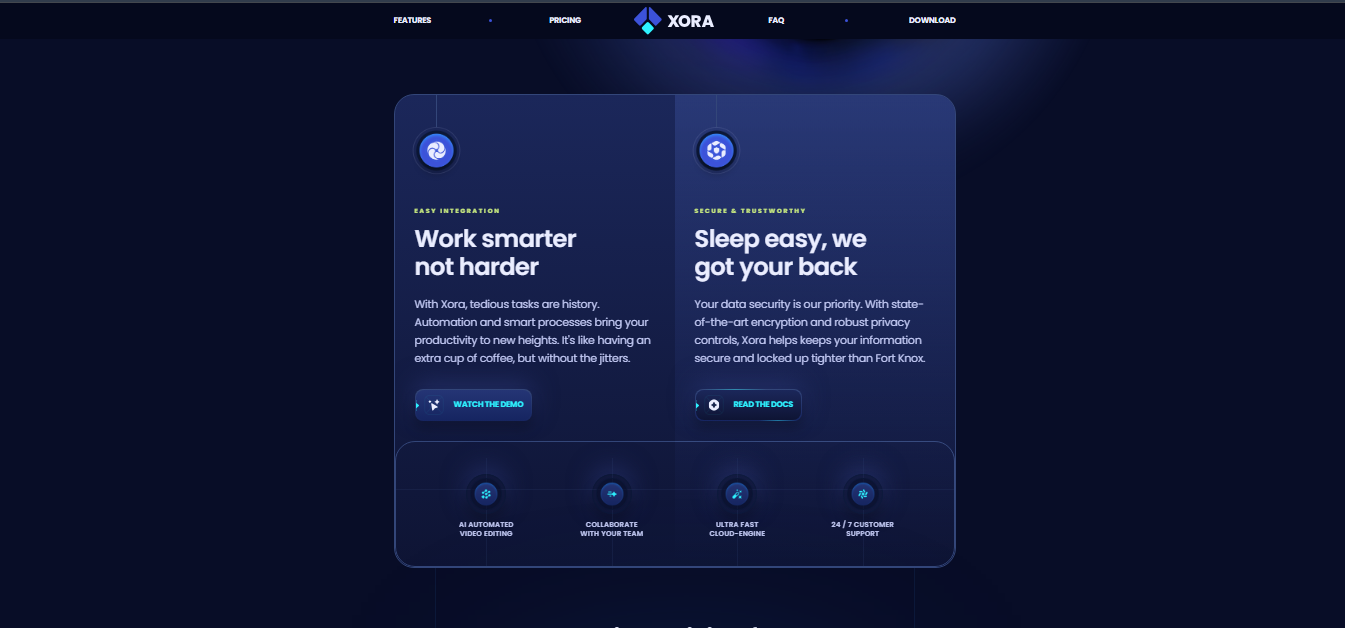 FEATURES
PRICING
XORA
FAQ
DOWNLOAD
EASY INTEGRATION
Work smarter
not harder
With Xora, tedious tasks are history.
Automation and smart processes bring your
productivity to new heights. It's like having an
extra cup of coffee, but without the jitters.
WATCH THE DEMO
SECURE & TRUSTWORTHY
Sleep easy, we
got your back
Your data security is our priority. With state-
of-the-art encryption and robust privacy
controls, Xora helps keeps your information
secure and locked up tighter than Fort Knox.
READ THE DOCS
AI AUTOMATED
VIDEO EDITING
COLLABORATE
WITH YOUR TEAM
ULTRA FAST
CLOUD-ENGINE
24 / 7 CUSTOMER
SUPPORT